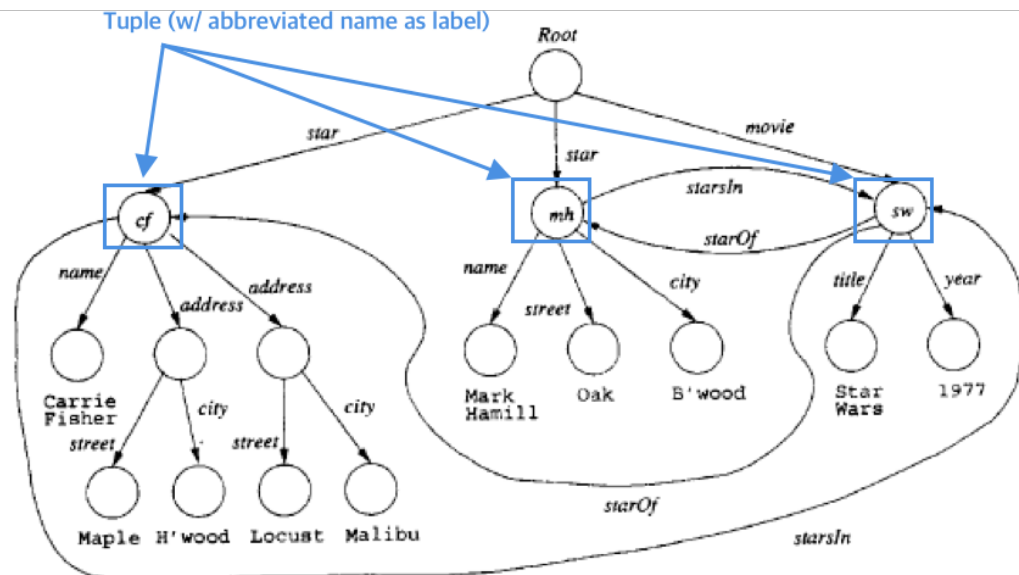 Tuple (w/ abbreviated name as label)
Root
star
star
movie
cf
mh
sw
starsIn
starOf
name
address
address
name
street
city
title
year
Carrie
Fisher
street
city
street
city
Mark
Hamill
Oak
B'wood
Star
Wars
1977
Maple
H'wood
Locust
Malibu
starOf
starsIn